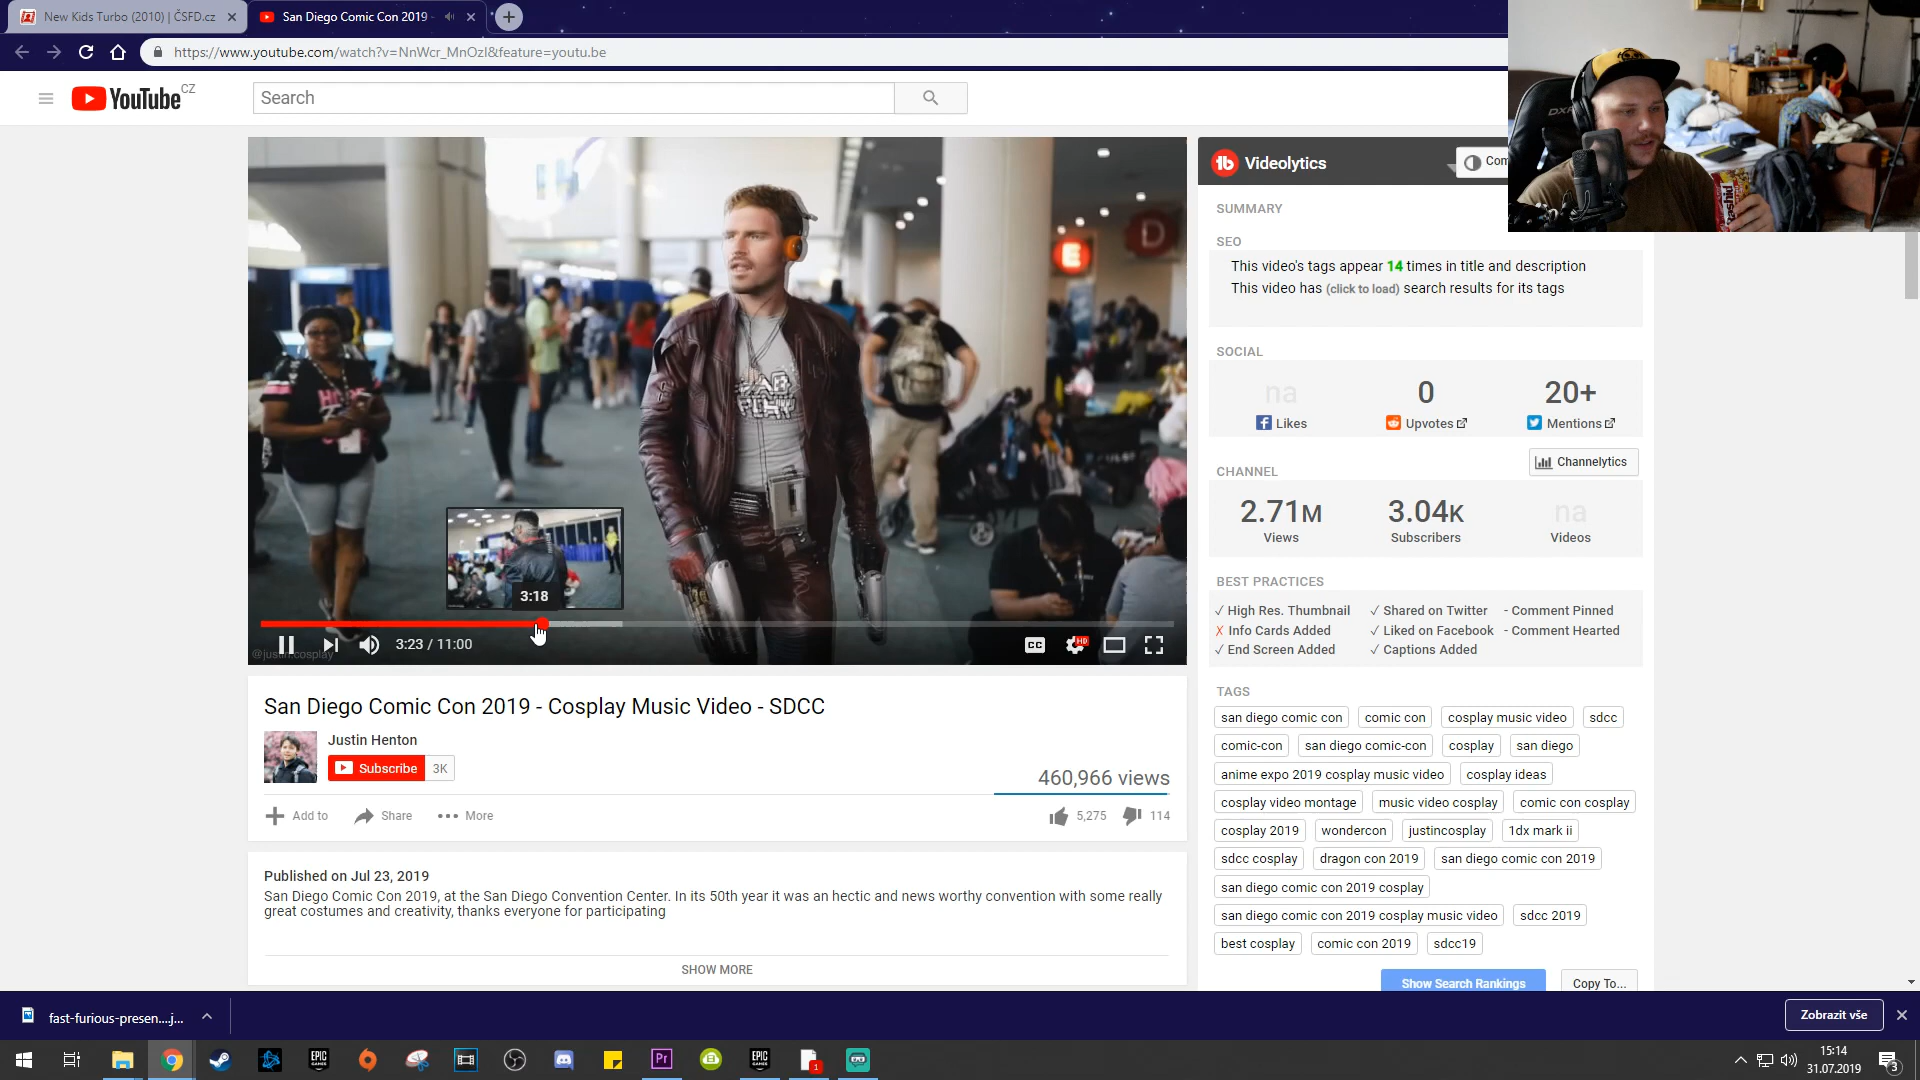 New Kids Turbo (2010) | ČSFD.cz
San Diego Comic Con 2019 -
https://www.youtube.com/watch?v=NnWcr_MnOzI&feature=youtu.be
YouTube CZ
Search
D
E
3:18
3:23 / 11:00
CC
HD
@justin.cosplay
San Diego Comic Con 2019 - Cosplay Music Video - SDCC
Justin Henton
Subscribe 3K
460,966 views
Add to Share More
5,275 114
Published on Jul 23, 2019
San Diego Comic Con 2019, at the San Diego Convention Center. In its 50th year it was an hectic and news worthy convention with some really
great costumes and creativity, thanks everyone for participating
SHOW MORE
Videolytics
Com
SUMMARY
SEO
This video's tags appear 14 times in title and description
This video has (click to load) search results for its tags
SOCIAL
na 0 20+
Likes Upvotes Mentions
CHANNEL
Channelytics
2.71M 3.04K na
Views Subscribers Videos
BEST PRACTICES
✓ High Res. Thumbnail ✓ Shared on Twitter - Comment Pinned
✗ Info Cards Added ✓ Liked on Facebook - Comment Hearted
✓ End Screen Added ✓ Captions Added
TAGS
san diego comic con comic con cosplay music video sdcc
comic-con san diego comic-con cosplay san diego
anime expo 2019 cosplay music video cosplay ideas
cosplay video montage music video cosplay comic con cosplay
cosplay 2019 wondercon justincosplay 1dx mark ii
sdcc cosplay dragon con 2019 san diego comic con 2019
san diego comic con 2019 cosplay
san diego comic con 2019 cosplay music video sdcc 2019
best cosplay comic con 2019 sdcc19
Show Search Rankings Copy To...
fast-furious-presen....j...
Zobrazit vše
EPIC GAMES
Pr
EPIC GAMES
1
15:14
31.07.2019
3